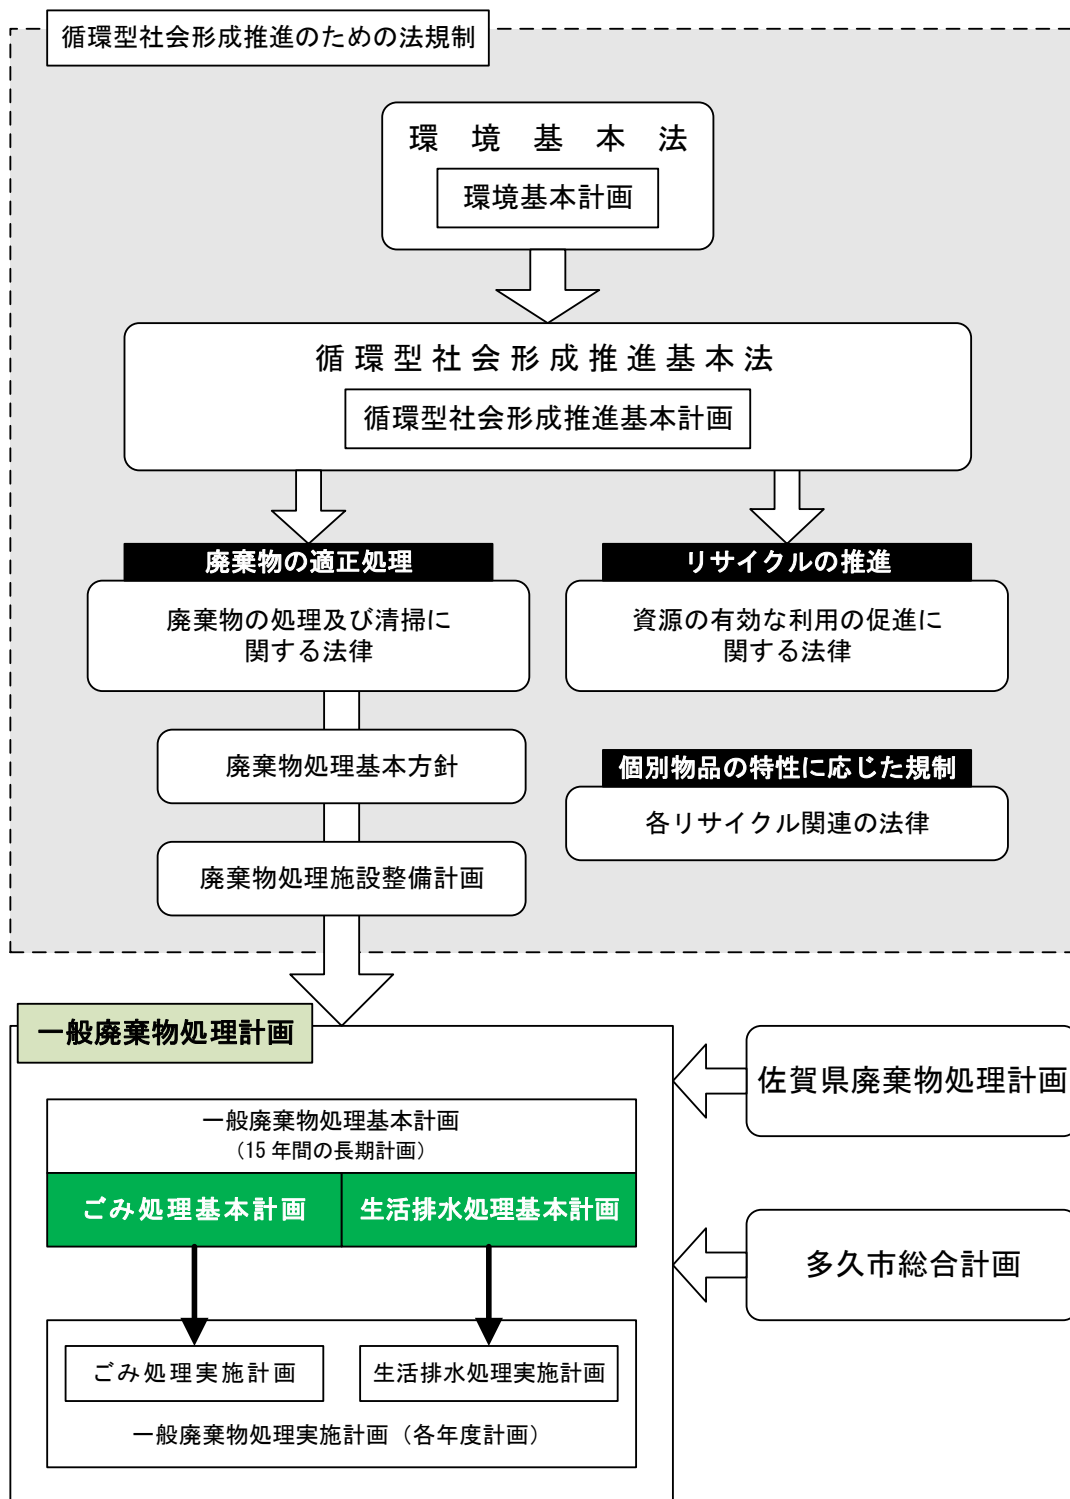 循環型社会形成推進のための法規制
環境基本法
環境基本計画
循環型社会形成推進基本法
循環型社会形成推進基本計画
廃棄物の適正処理
廃棄物の処理及び清掃に
関する法律
リサイクルの推進
資源の有効な利用の促進に
関する法律
廃棄物処理基本方針
個別物品の特性に応じた規制
各リサイクル関連の法律
廃棄物処理施設整備計画
一般廃棄物処理計画
佐賀県廃棄物処理計画
一般廃棄物処理基本計画
（15年間の長期計画）
ごみ処理基本計画
生活排水処理基本計画
多久市総合計画
ごみ処理実施計画
生活排水処理実施計画
一般廃棄物処理実施計画（各年度計画）